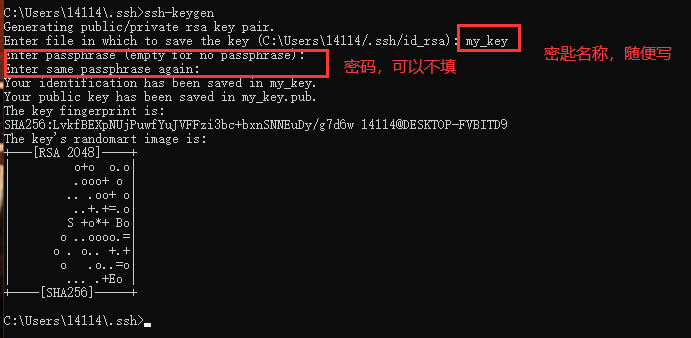 C:\Users\14114\.ssh>ssh-keygen
Generating public/private rsa key pair.
Enter file in which to save the key (C:\Users\14114/.ssh/id_rsa): my_key
密匙名称，随便写
Enter passphrase (empty for no passphrase):
Enter same passphrase again:
密码，可以不填
Your identification has been saved in my_key.
Your public key has been saved in my_key.pub.
The key fingerprint is:
SHA256:LvkfBEXpNUjPuwfYuJVFFzi3bc+bxnSNNEuDy/g7d6w 14114@DESKTOP-FVBITD9
The key's randomart image is:
+---[RSA 2048]----+
|        o+o  o.o|
|        .ooo+ o |
|       .. .oo+ o|
|        ..+.+=.o|
|       S +o*+ Bo|
|      o ..oooo.=|
|     o . o.. +.+|
|      o   .o..=o|
|       ... .+Eo |
+----[SHA256]-----+
C:\Users\14114\.ssh>